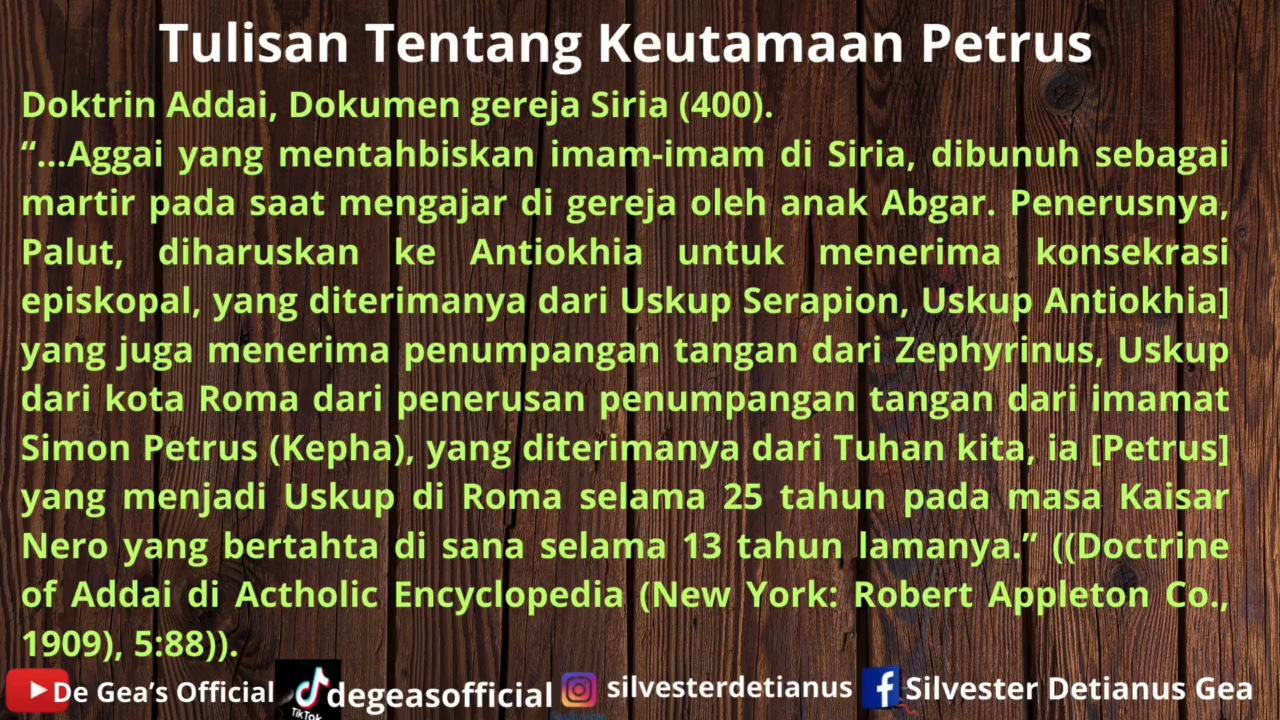 Tulisan Tentang Keutamaan Petrus
Doktrin Addai, Dokumen gereja Siria (400).
“...Aggai yang mentahbiskan imam-imam di Siria, dibunuh sebagai
martir pada saat mengajar di gereja oleh anak Abgar. Penerusnya,
Palut, diharuskan ke Antiokhia untuk menerima konsekrasi
episkopal, yang diterimanya dari Uskup Serapion, Uskup Antiokhia]
yang juga menerima penumpangan tangan dari Zephyrinus, Uskup
dari kota Roma dari penerusan penumpangan tangan dari imamat
Simon Petrus (Kepha), yang diterimanya dari Tuhan kita, ia [Petrus]
yang menjadi Uskup di Roma selama 25 tahun pada masa Kaisar
Nero yang bertahta di sana selama 13 tahun lamanya.” ((Doctrine
of Addai di Actholic Encyclopedia (New York: Robert Appleton Co.,
1909), 5:88)).
De Gea’s Official
TikTok
degeasofficial
silvesterdetianus
Silvester Detianus Gea